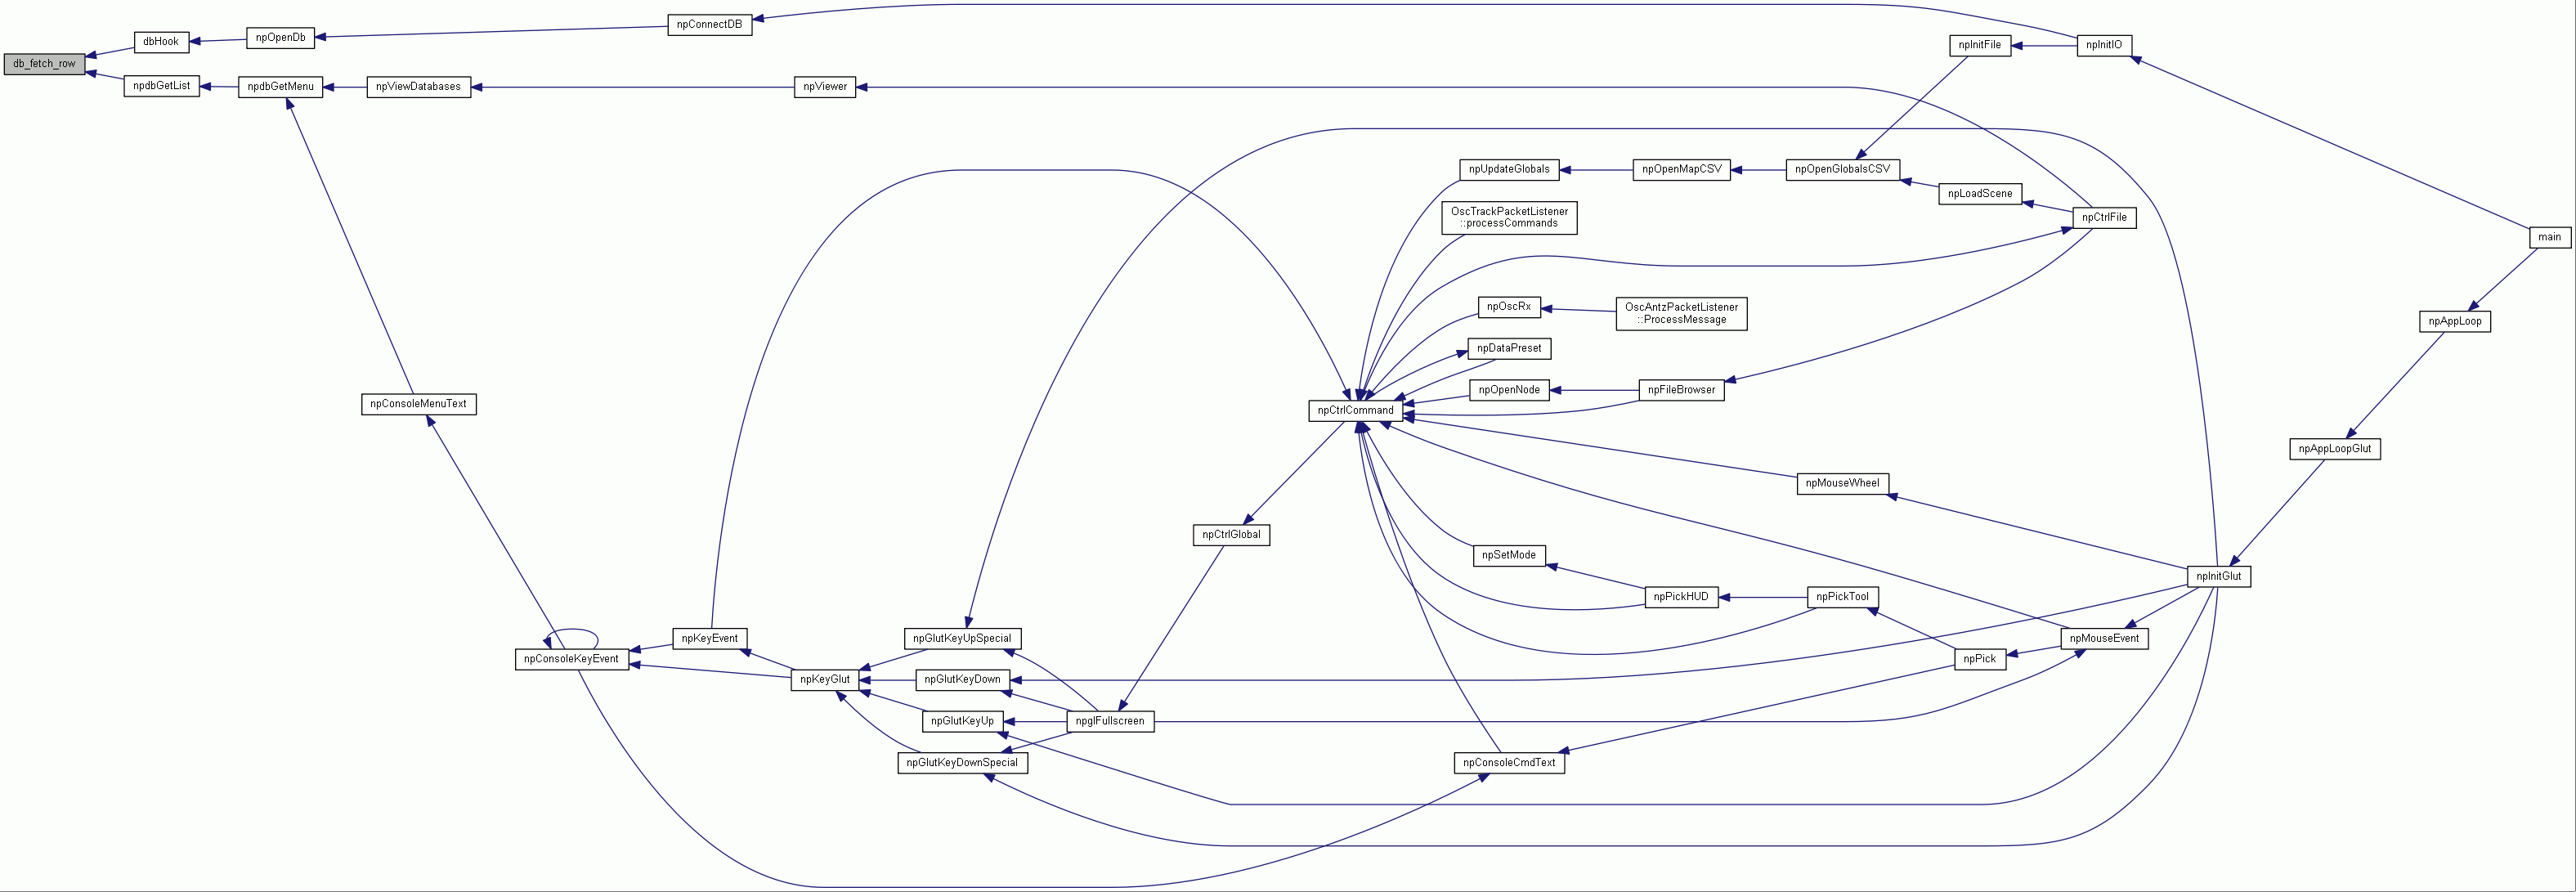 npConnectDB
npOpenDb
dbHook
npInitFile
npInitIO
db_fetch_row
npdbGetList
npdbGetMenu
npViewDatabases
npViewer
npUpdateGlobals
npOpenMapCSV
npOpenGlobalsCSV
npLoadScene
OscTrackPacketListener
::processCommands
npCtrlFile
main
npOscRx
OscAntzPacketListener
::ProcessMessage
npAppLoop
npDataPreset
npOpenNode
npFileBrowser
npConsoleMenuText
npCtrlCommand
npAppLoopGlut
npMouseWheel
npCtrlGlobal
npSetMode
npInitGlut
npPickHUD
npPickTool
npKeyEvent
npGlutKeyUpSpecial
npMouseEvent
npConsoleKeyEvent
npPick
npKeyGlut
npGlutKeyDown
npGlutKeyUp
npglFullscreen
npGlutKeyDownSpecial
npConsoleCmdText